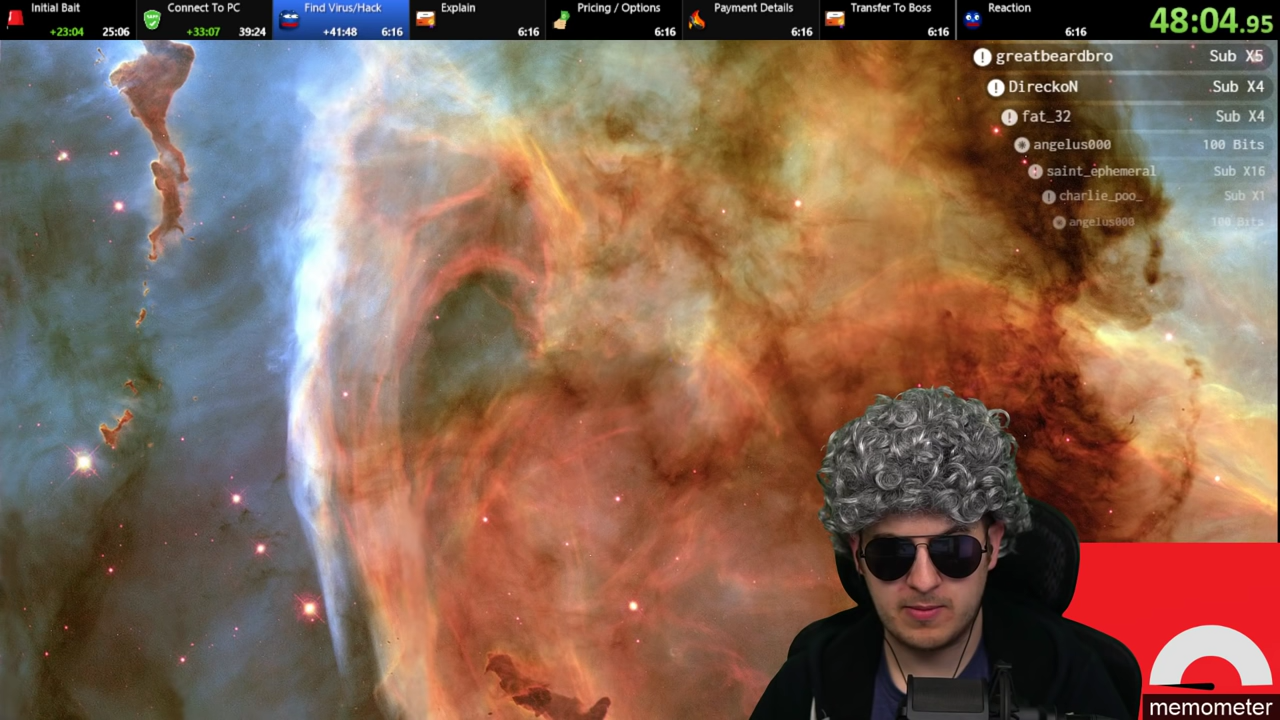 Initial Bait
+23:04 25:06
Connect To PC
+33:07 39:24
Find Virus/Hack
+41:48 6:16
Explain
6:16
Pricing / Options
6:16
Payment Details
6:16
Transfer To Boss
6:16
Reaction
6:16
48:04.95
greatbeardbro Sub X5
DireckoN Sub X4
fat_32 Sub X4
angelus000 100 Bits
saint_ephemeral Sub X16
charlie_poo_ Sub X1
angelus000 100 Bits
memometer